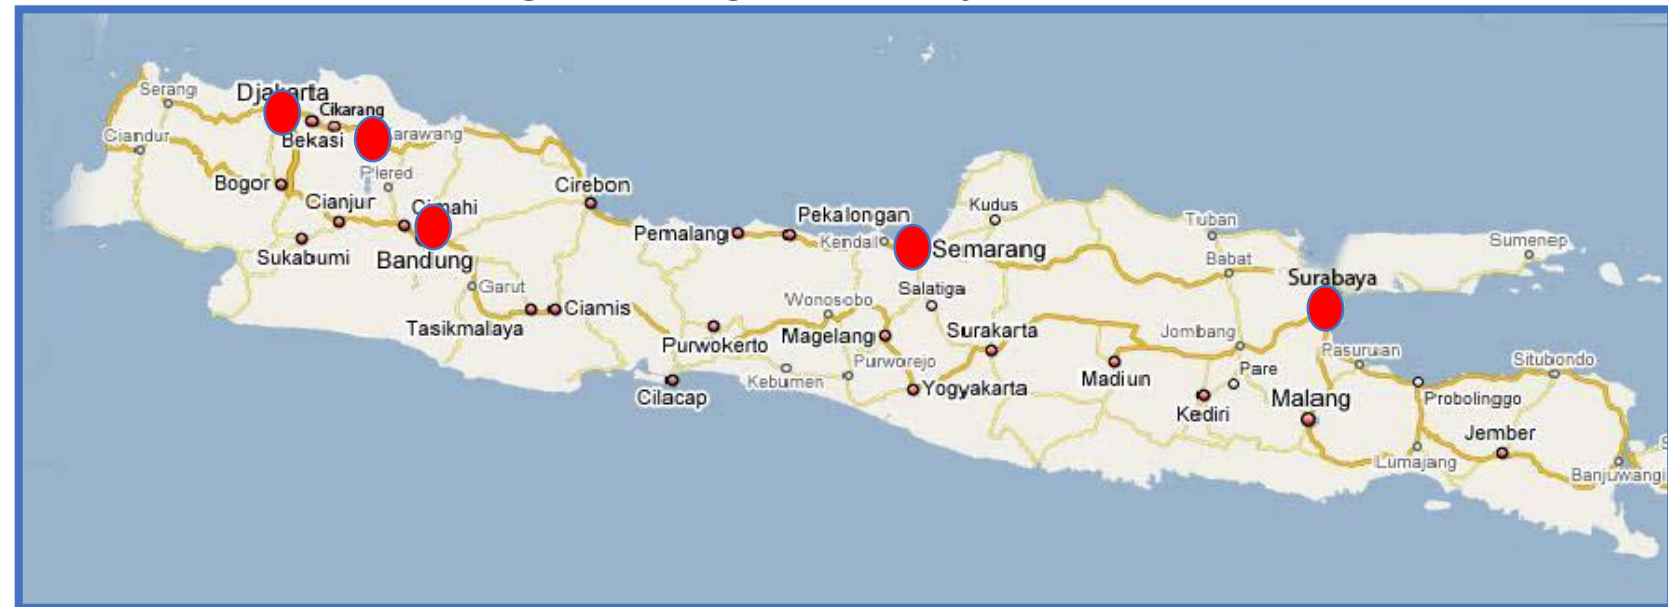 Serang
Djakarta
Cikarang
Ciandur
Bekasi
arawang
Plered
Bogor
Cirebon
Cianjur
Cimahi
Kudus
Pekalongan
Tuban
Pemalang
Kendal
Semarang
Sumenep
Sukabumi
Bandung
Babat
Surabaya
Garut
Salatiga
Wonosobo
Ciamis
Tasikmalaya
Surakarta
Jombang
Magelang
Purwokerto
Pasuruan
Situbondo
Purworejo
Pare
Kebumen
Madiun
Yogyakarta
Cilacap
Malang
Probolinggo
Kediri
Jember
Lumajang
Banjuwangi